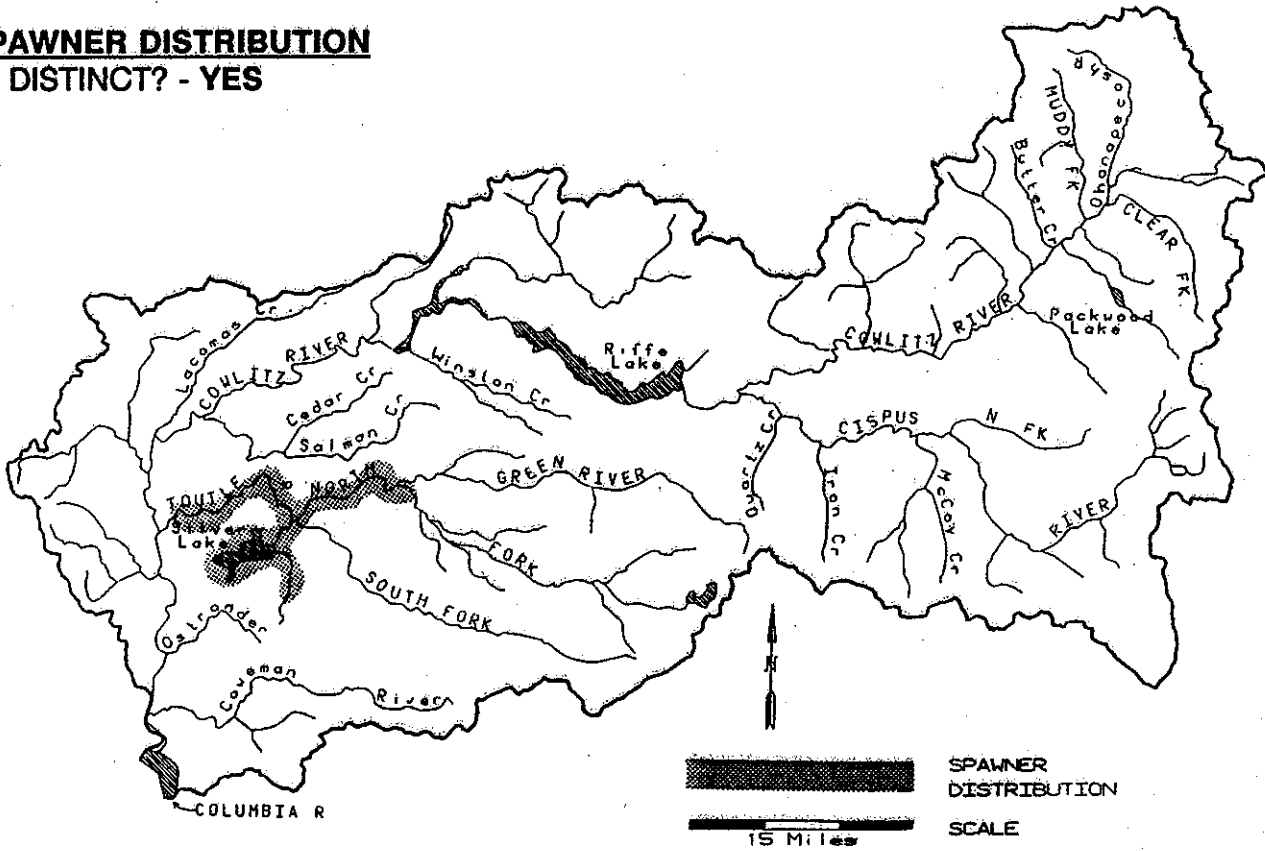 PAWNER DISTRIBUTION
DISTINCT? - YES
MUDDY FK
Ohanapecosh R
Butter Cr
CLEAR FK
Packwood
Lake
COWLITZ RIVER
Riffe
Lake
Lacamas Cr
COWLITZ RIVER
Winston Cr
Cedar Cr
Salmon Cr
CISPUS
N FK
RIVER
Quartz Cr
Iron Cr
McCoy Cr
TOUTLE
R
NORTH
GREEN RIVER
Silver
Lake
FORK
SOUTH FORK
Ostrander
Coweman River
N
COLUMBIA R
SPAWNER
DISTRIBUTION
15 Miles
SCALE